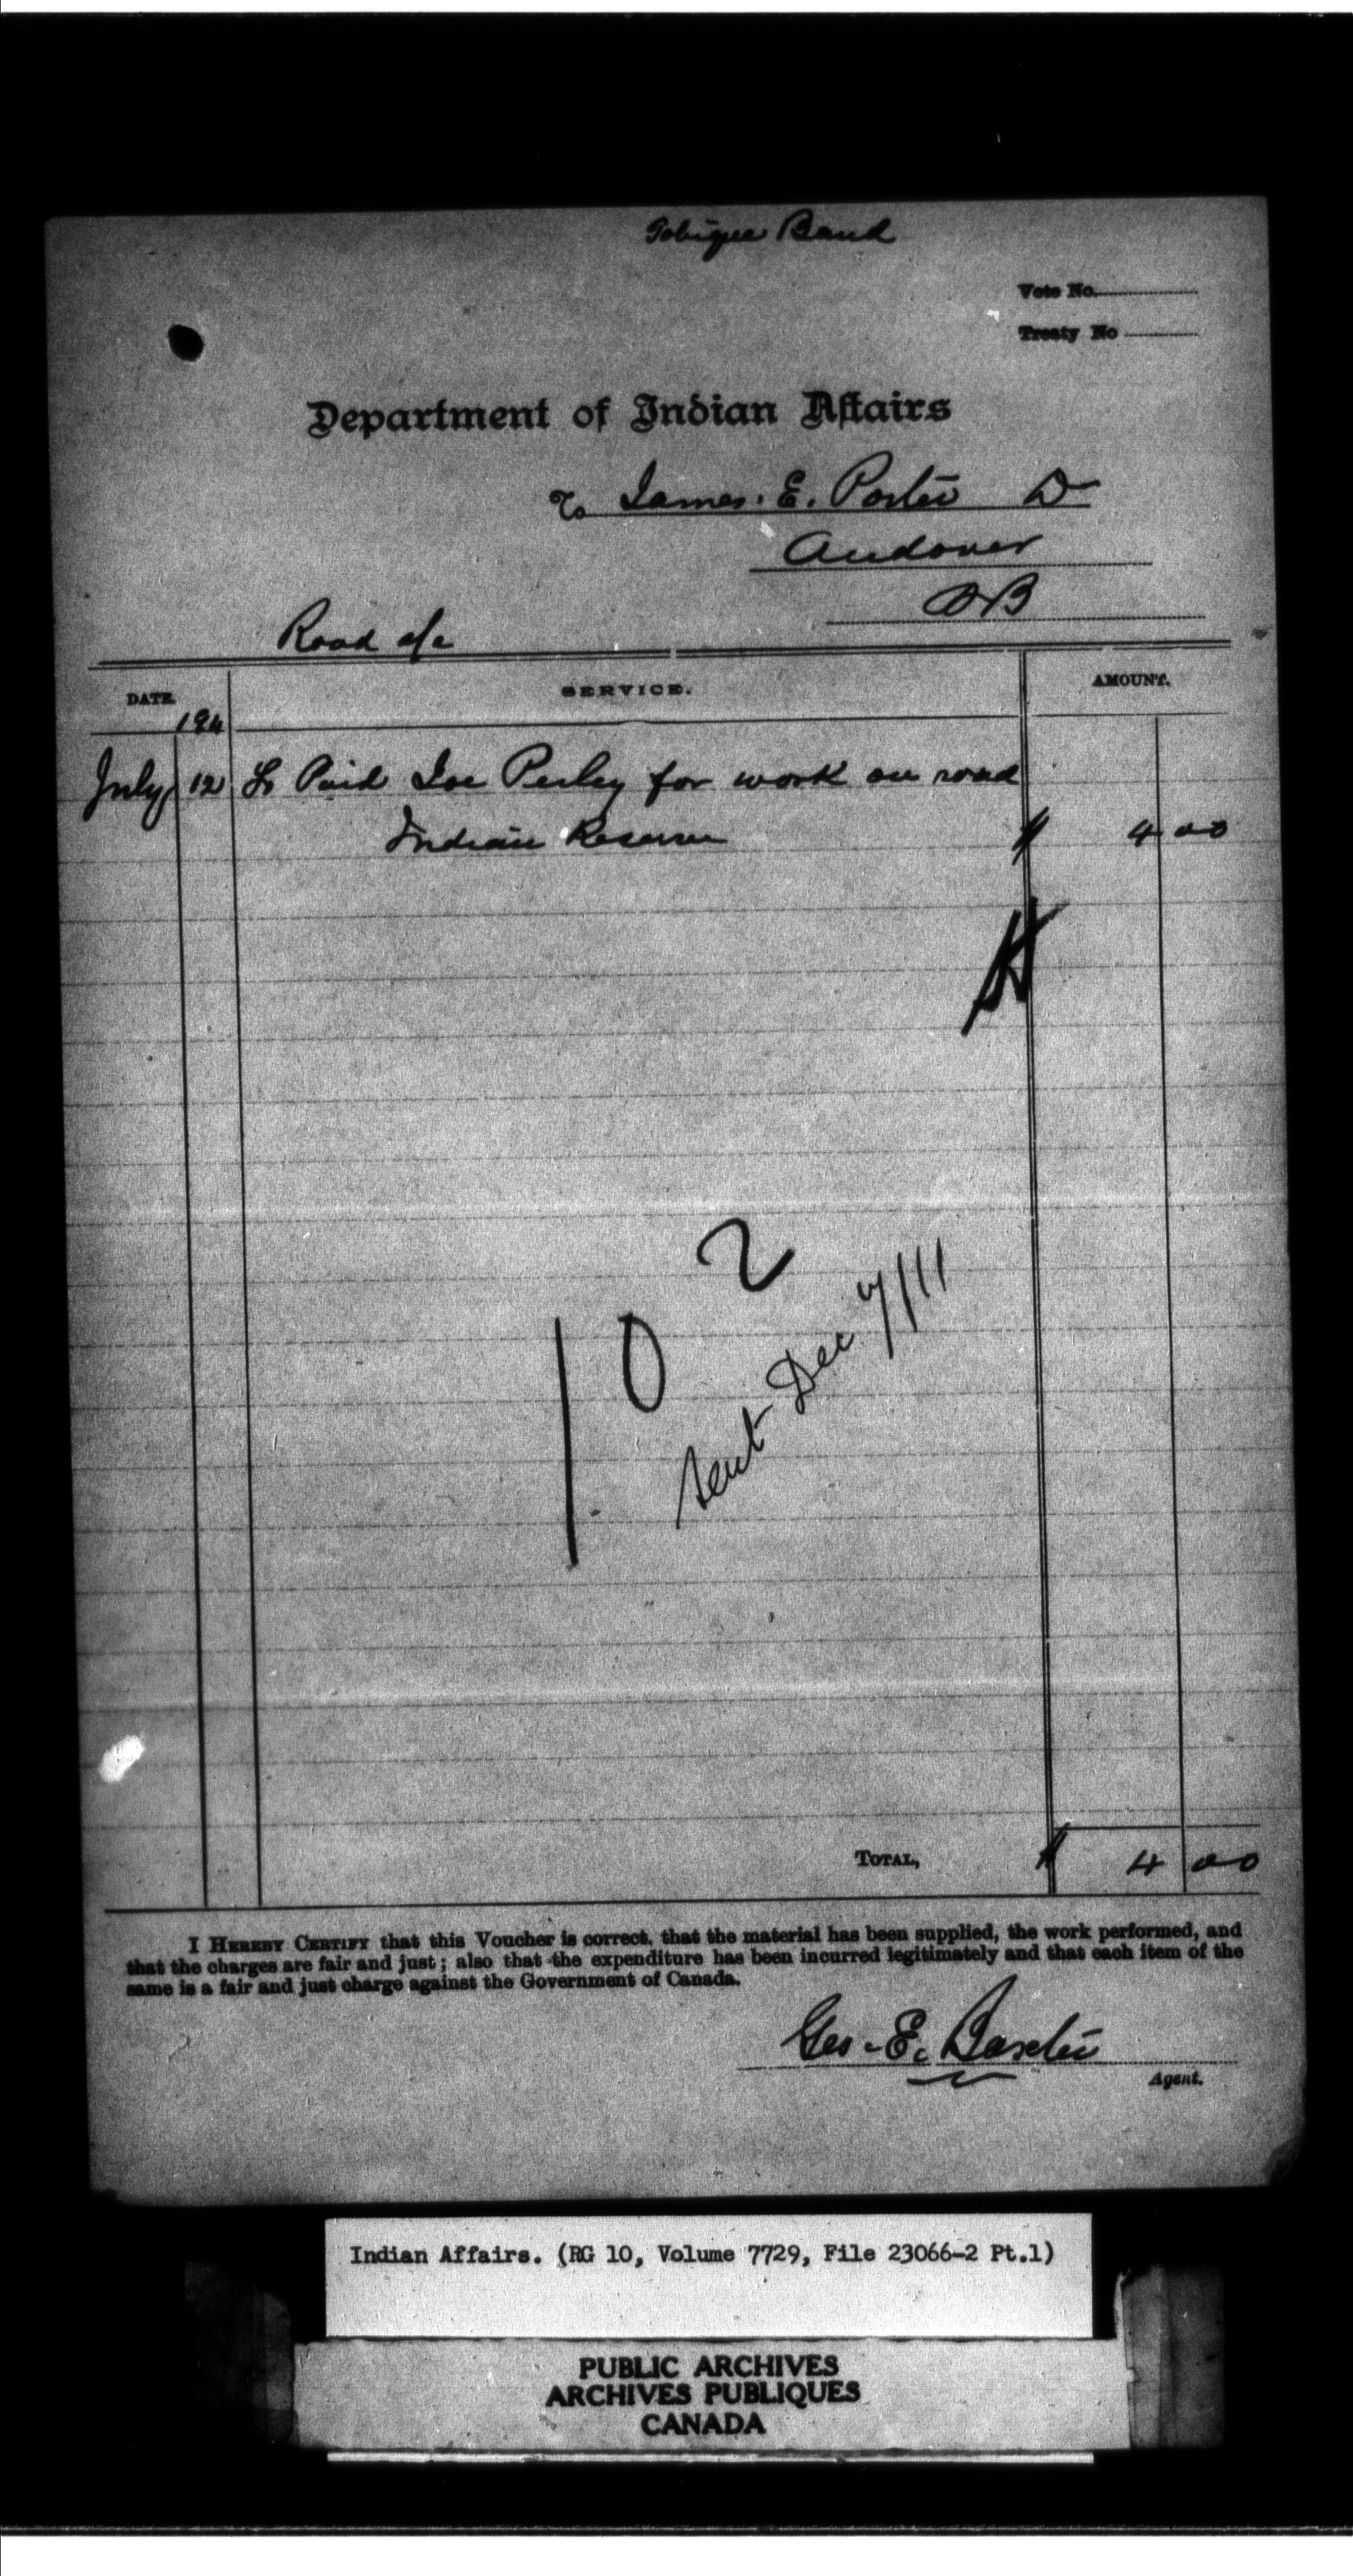 Tobique Band
Vote No.
Treaty No
Department of Indian Affairs
To James. E. Porter Dr
Andover
NB
Road a/c
DATE. SERVICE. AMOUNT.
191
July 12 To Paid Joe Perley for work on road
Indian Reserve $ 4 00
2
10
Sent Dec 7/11
TOTAL, $ 4 00
I HEREBY CERTIFY that this Voucher is correct, that the material has been supplied, the work performed, and
that the charges are fair and just; also that the expenditure has been incurred legitimately and that each item of the
same is a fair and just charge against the Government of Canada.
Geo. E. Baxter
Agent.
Indian Affairs. (RG 10, Volume 7729, File 23066-2 Pt.1)
PUBLIC ARCHIVES
ARCHIVES PUBLIQUES
CANADA